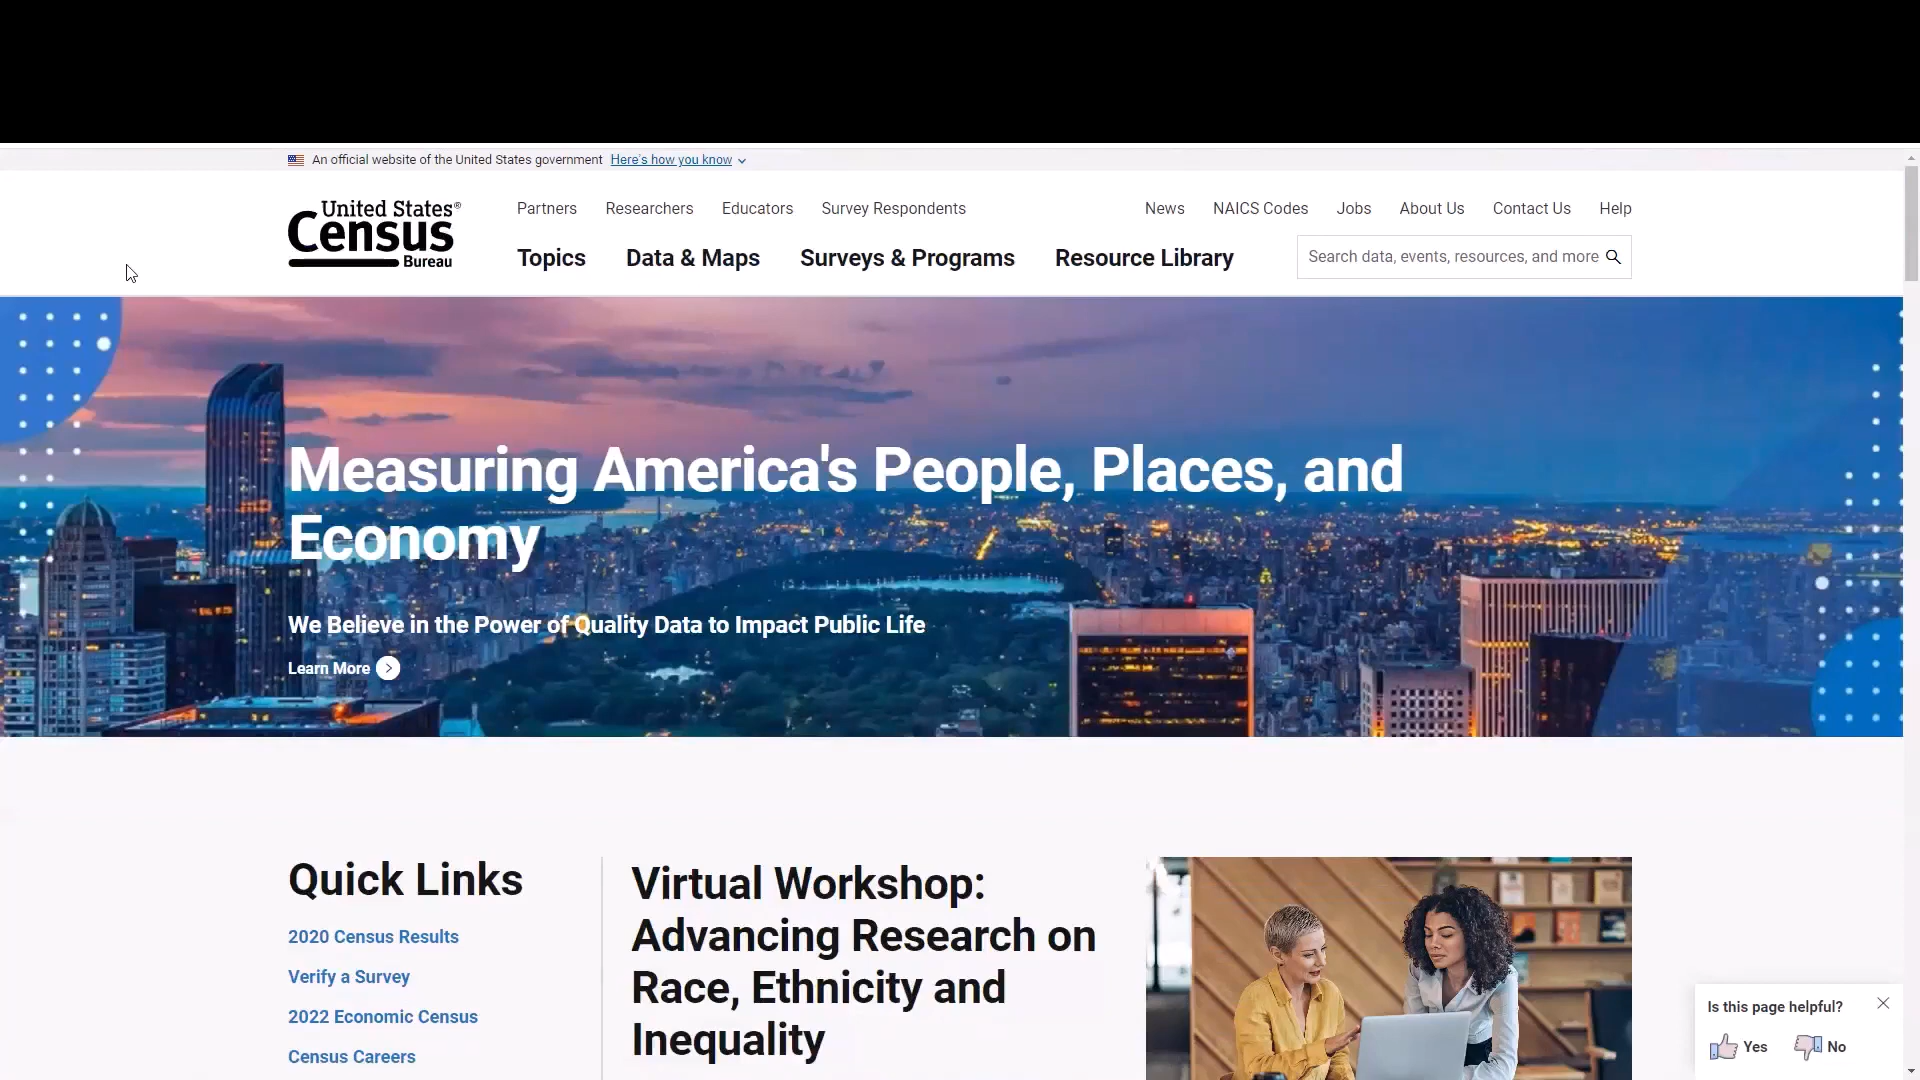 An official website of the United States government Here's how you know
United States®
Census
Bureau
Partners Researchers Educators Survey Respondents
News NAICS Codes Jobs About Us Contact Us Help
Topics Data & Maps Surveys & Programs Resource Library
Search data, events, resources, and more
Measuring America's People, Places, and
Economy
We Believe in the Power of Quality Data to Impact Public Life
Learn More
Quick Links
2020 Census Results
Verify a Survey
2022 Economic Census
Census Careers
Virtual Workshop:
Advancing Research on
Race, Ethnicity and
Inequality
Is this page helpful?
Yes No